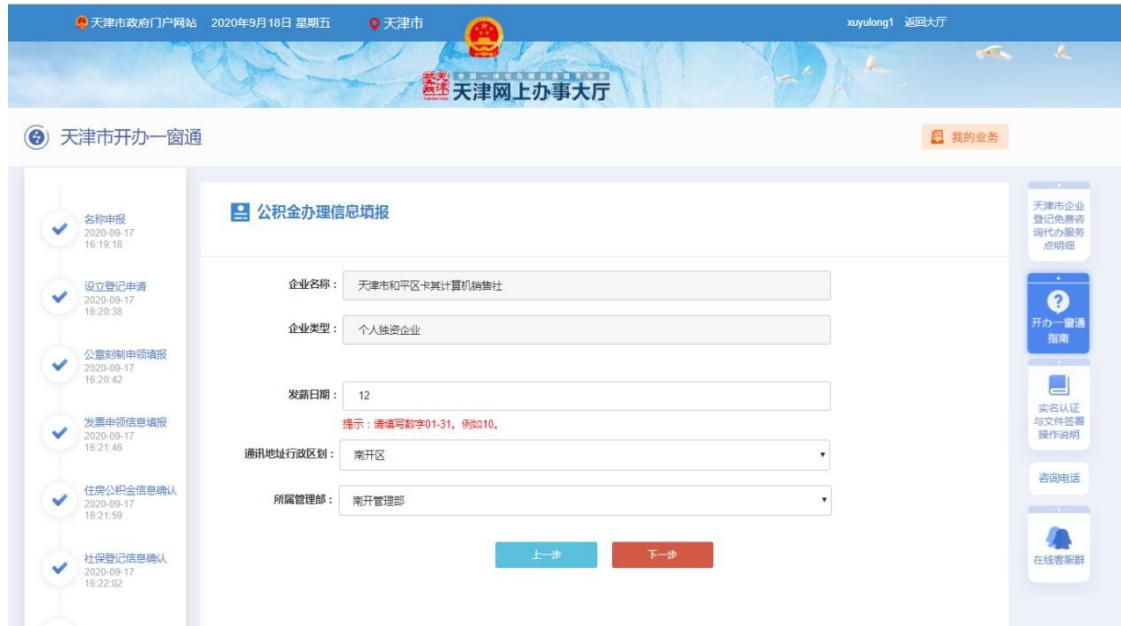 天津市政府门户网站 2020年9月18日 星期五 天津市 xuyulong1 返回大厅
全国一体化在线政务服务平台
天津网上办事大厅
天津市开办一窗通 我的业务
名称申报
2020-09-17
16:19:18
设立登记申请
2020-09-17
16:20:38
公章刻制申领填报
2020-09-17
16:20:42
发票申领信息填报
2020-09-17
16:21:46
住房公积金信息确认
2020-09-17
16:21:59
社保登记信息确认
2020-09-17
16:22:02
公积金办理信息填报
企业名称： 天津市和平区卡其计算机销售社
企业类型： 个人独资企业
发薪日期： 12
提示：请填写数字01-31，例如10。
通讯地址行政区划： 南开区
所属管理部： 南开管理部
上一步 下一步
天津市企业
登记免费咨
询代办服务
点明细
开办一窗通
指南
实名认证
与文件签署
操作说明
咨询电话
在线客服群